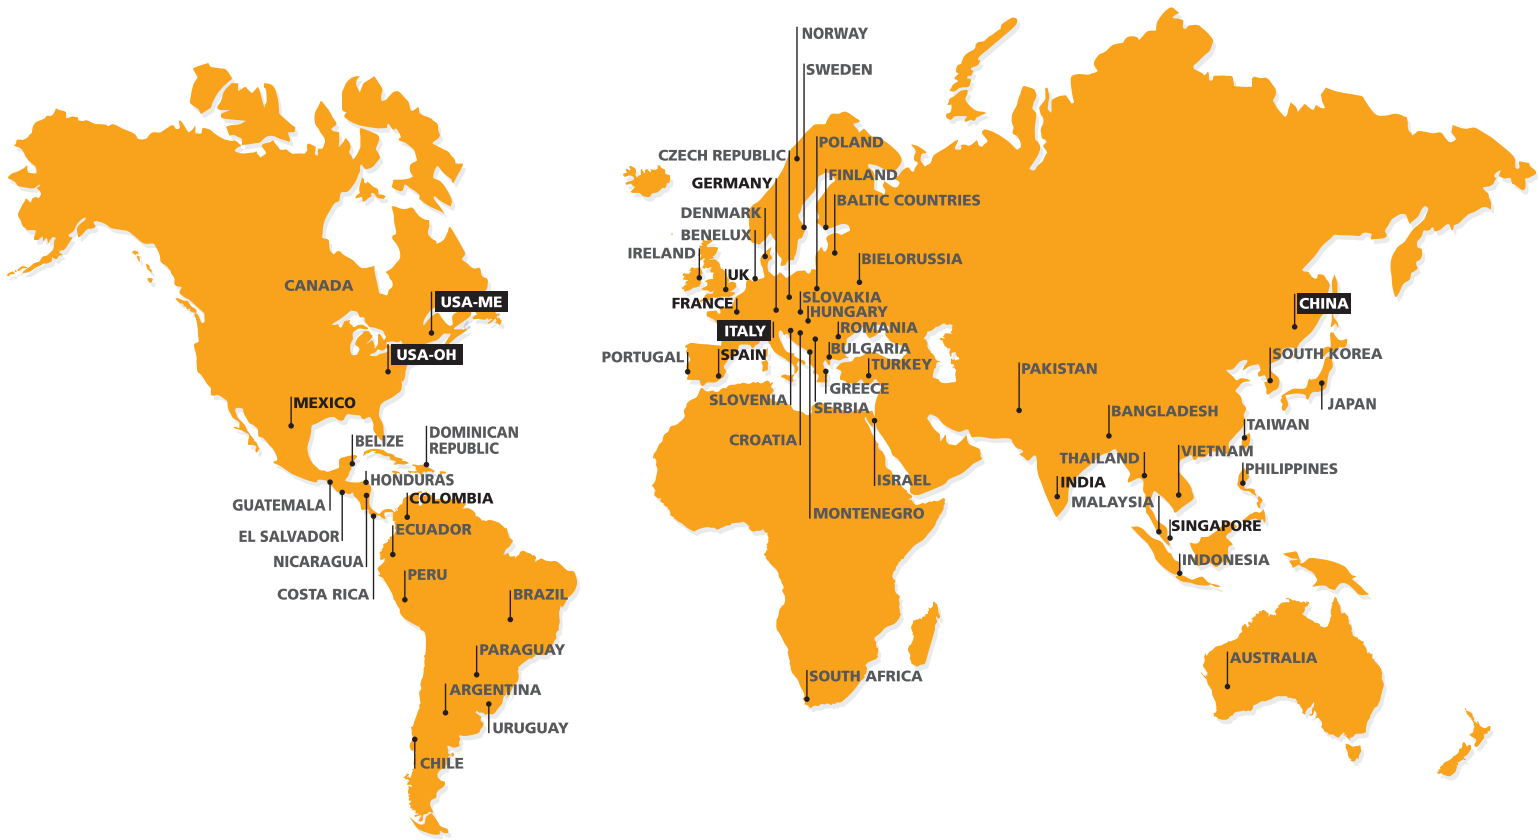 NORWAY
SWEDEN
POLAND
CZECH REPUBLIC
FINLAND
GERMANY
BALTIC COUNTRIES
DENMARK
BENELUX
IRELAND
BIELORUSSIA
UK
CANADA
SLOVAKIA
USA-ME
FRANCE
CHINA
HUNGARY
ITALY
ROMANIA
USA-OH
BULGARIA
SOUTH KOREA
PORTUGAL
SPAIN
TURKEY
PAKISTAN
GREECE
SLOVENIA
MEXICO
SERBIA
JAPAN
BANGLADESH
TAIWAN
DOMINICAN
REPUBLIC
BELIZE
CROATIA
VIETNAM
THAILAND
PHILIPPINES
HONDURAS
ISRAEL
INDIA
COLOMBIA
MALAYSIA
GUATEMALA
MONTENEGRO
SINGAPORE
ECUADOR
EL SALVADOR
NICARAGUA
INDONESIA
PERU
COSTA RICA
BRAZIL
PARAGUAY
AUSTRALIA
SOUTH AFRICA
ARGENTINA
URUGUAY
CHILE